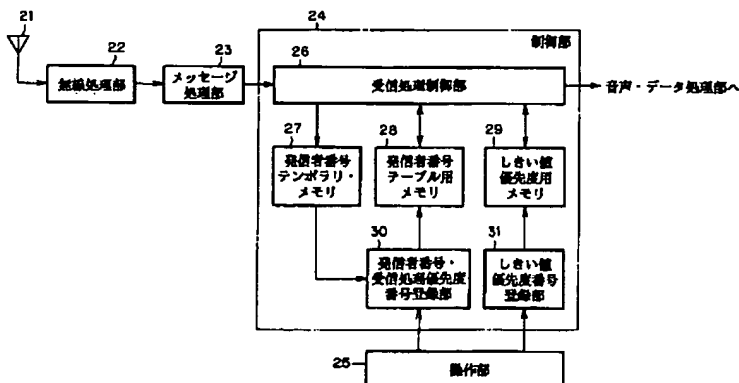 21
22
無線処理部
23
メッセージ
処理部
24
制御部
26
受信処理制御部
音声・データ処理部へ
27
発信者番号
テンポラリ・
メモリ
28
発信者番号
テーブル用
メモリ
29
しきい値
優先度用
メモリ
30
発信者番号・
受信処理優先度
番号登録部
31
しきい値
優先度番号
登録部
25
操作部